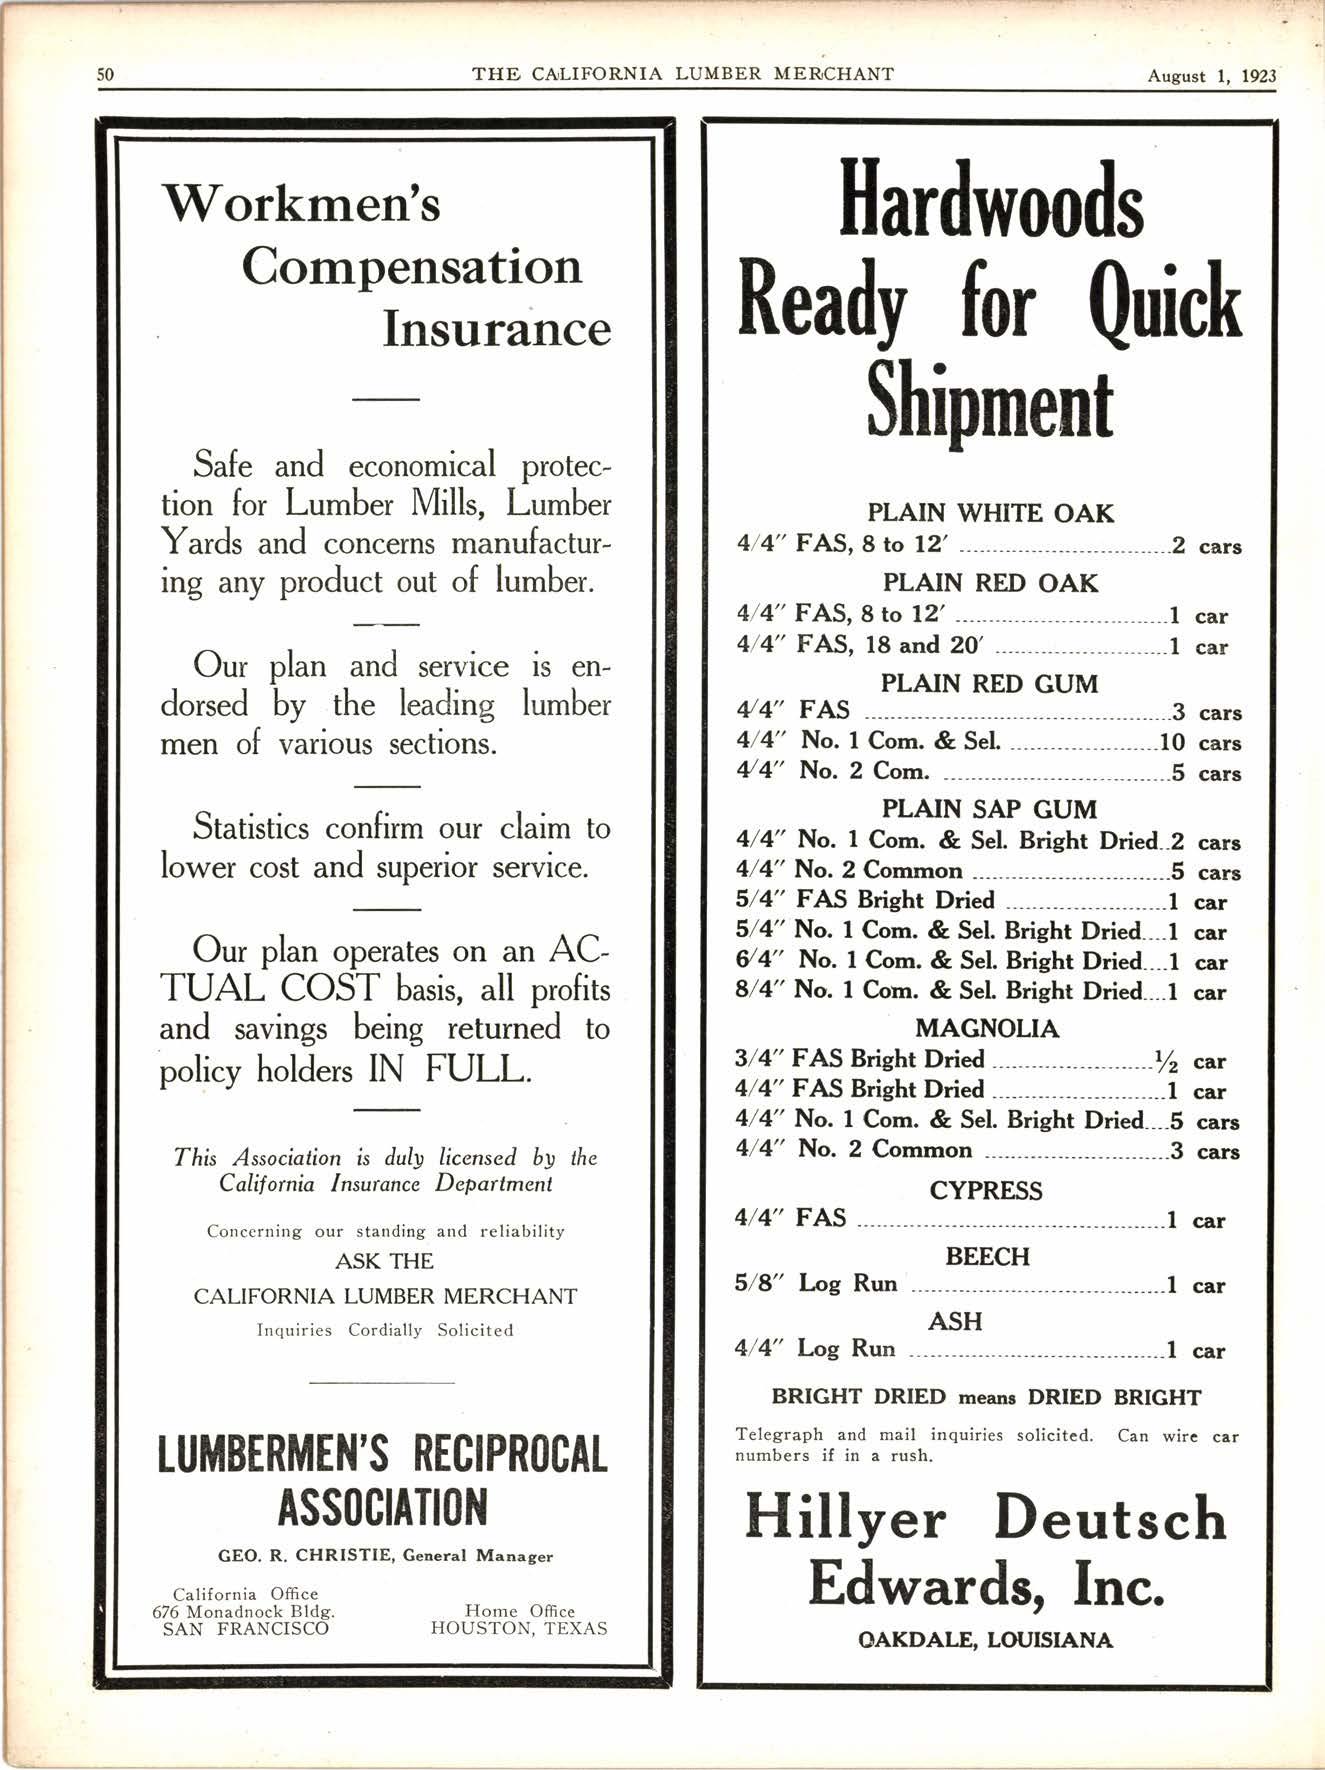 50
THE CALIFORNIA LUMBER MERCHANT
August 1, 1923
Workmen's
Compensation
Insurance
Safe and economical protec-
tion for Lumber Mills, Lumber
Yards and concerns manufactur-
ing any product out of lumber.
Our plan and service is en-
dorsed by the leading lumber
men of various sections.
Statistics confirm our claim to
lower cost and superior service.
Our plan operates on an AC-
TUAL COST basis, all profits
and savings being returned to
policy holders IN FULL.
This Association is duly licensed by the
California Insurance Department
Concerning our standing and reliability
ASK THE
CALIFORNIA LUMBER MERCHANT
Inquiries Cordially Solicited
LUMBERMEN'S RECIPROCAL
ASSOCIATION
GEO. R. CHRISTIE, General Manager
California Office
676 Monadnock Bldg.
SAN FRANCISCO
Home Office
HOUSTON, TEXAS
Hardwoods
Ready for Quick
Shipment
PLAIN WHITE OAK
4/4" FAS, 8 to 12' ........ 2 cars
PLAIN RED OAK
4/4" FAS, 8 to 12' ........ 1 car
4/4" FAS, 18 and 20' ........ 1 car
PLAIN RED GUM
4/4" FAS ........ 3 cars
4/4" No. 1 Com. & Sel. ........ 10 cars
4/4" No. 2 Com. ........ 5 cars
PLAIN SAP GUM
4/4" No. 1 Com. & Sel. Bright Dried..2 cars
4/4" No. 2 Common ........ 5 cars
5/4" FAS Bright Dried ........ 1 car
5/4" No. 1 Com. & Sel. Bright Dried....1 car
6/4" No. 1 Com. & Sel. Bright Dried....1 car
8/4" No. 1 Com. & Sel. Bright Dried....1 car
MAGNOLIA
3/4" FAS Bright Dried ........ ½ car
4/4" FAS Bright Dried ........ 1 car
4/4" No. 1 Com. & Sel. Bright Dried....5 cars
4/4" No. 2 Common ........ 3 cars
CYPRESS
4/4" FAS ........ 1 car
BEECH
5/8" Log Run ........ 1 car
ASH
4/4" Log Run ........ 1 car
BRIGHT DRIED means DRIED BRIGHT
Telegraph and mail inquiries solicited. Can wire car
numbers if in a rush.
Hillyer Deutsch
Edwards, Inc.
OAKDALE, LOUISIANA